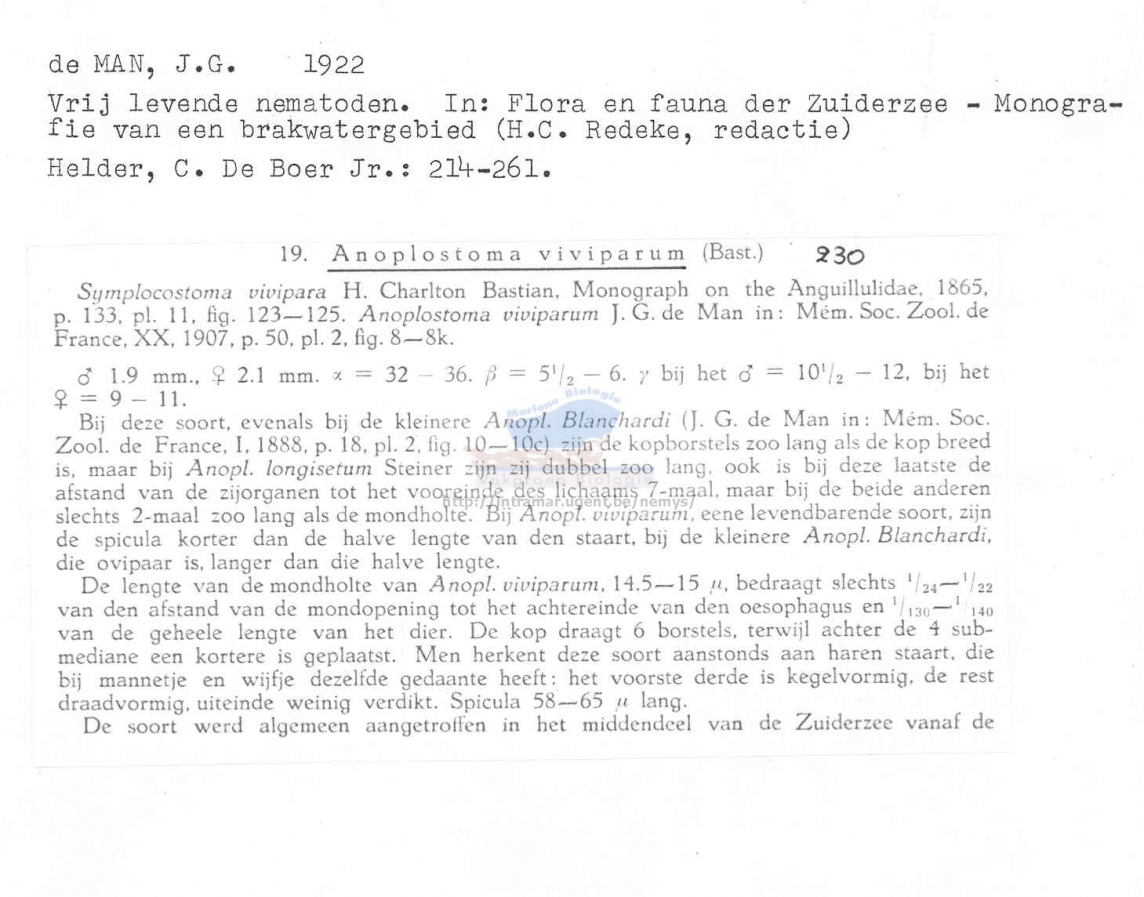 de MAN, J.G. 1922
Vrij levende nematoden. In: Flora en fauna der Zuiderzee - Monogra-
fie van een brakwatergebied (H.C. Redeke, redactie)
Helder, C. De Boer Jr.: 214-261.
19. Anoplostoma viviparum (Bast.) 230
Symplocostoma vivipara H. Charlton Bastian, Monograph on the Anguillulidae, 1865,
p. 133, pl. 11, fig. 123—125. Anoplostoma viviparum J. G. de Man in: Mém. Soc. Zool. de
France, XX, 1907, p. 50, pl. 2, fig. 8—8k.
♂ 1.9 mm., ♀ 2.1 mm. α = 32 – 36. β = 5 1/2 – 6. γ bij het ♂ = 10 1/2 – 12, bij het
♀ = 9 – 11.
Bij deze soort, evenals bij de kleinere Anopl. Blanchardi (J. G. de Man in: Mém. Soc.
Zool. de France, I, 1888, p. 18, pl. 2, fig. 10—10c) zijn de kopborstels zoo lang als de kop breed
is, maar bij Anopl. longisetum Steiner zijn zij dubbel zoo lang, ook is bij deze laatste de
afstand van de zijorganen tot het vooreinde des lichaams 7-maal, maar bij de beide anderen
slechts 2-maal zoo lang als de mondholte. Bij Anopl. viviparum, eene levendbarende soort, zijn
de spicula korter dan de halve lengte van den staart, bij de kleinere Anopl. Blanchardi,
die ovipaar is, langer dan die halve lengte.
De lengte van de mondholte van Anopl. viviparum, 14.5—15 μ, bedraagt slechts 1/24—1/22
van den afstand van de mondopening tot het achtereinde van den oesophagus en 1/130—1/140
van de geheele lengte van het dier. De kop draagt 6 borstels, terwijl achter de 4 sub-
mediane een kortere is geplaatst. Men herkent deze soort aanstonds aan haren staart, die
bij mannetje en wijfje dezelfde gedaante heeft: het voorste derde is kegelvormig, de rest
draadvormig, uiteinde weinig verdikt. Spicula 58—65 μ lang.
De soort werd algemeen aangetroffen in het middendeel van de Zuiderzee vanaf de
Mariene Biologie
Vakgroep Biologie
http://intramar.ugent.be/nemys/